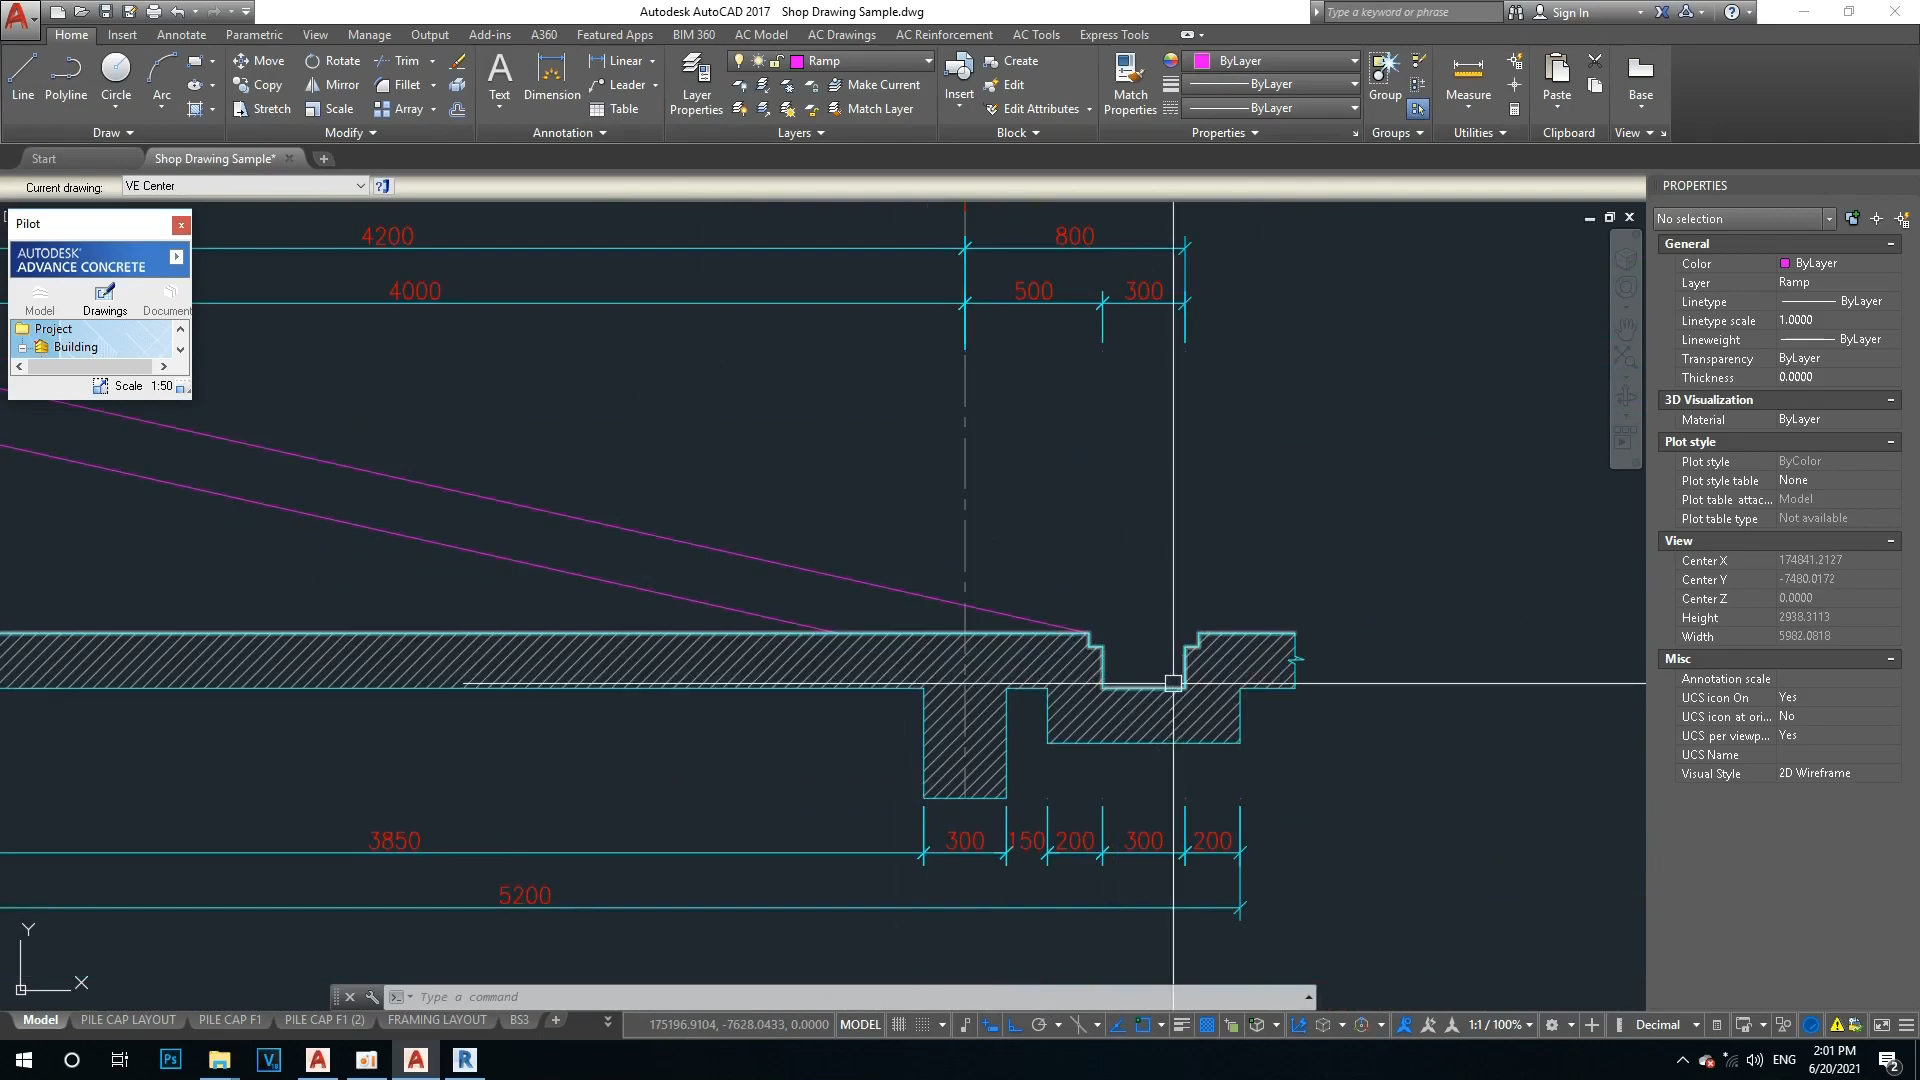 Autodesk AutoCAD 2017 Shop Drawing Sample.dwg
Type a keyword or phrase
Sign In
Home Insert Annotate Parametric View Manage Output Add-ins A360 Featured Apps BIM 360 AC Model AC Drawings AC Reinforcement AC Tools Express Tools
Line Polyline Circle Arc
Move Rotate Trim
Copy Mirror Fillet
Stretch Scale Array
Text Dimension
Linear
Leader
Table
Layer Properties
Ramp
Make Current
Match Layer
Insert
Create
Edit
Edit Attributes
Match Properties
ByLayer
ByLayer
ByLayer
Group
Measure
Paste
Base
Draw Modify Annotation Layers Block Properties Groups Utilities Clipboard View
Start Shop Drawing Sample*
Current drawing: VE Center
Pilot
AUTODESK
ADVANCE CONCRETE
Model Drawings Document
Project
Building
Scale 1:50
4200 800
4000 500 300
3850 300 150 200 300 200
5200
Y
X
PROPERTIES
No selection
General
Color ByLayer
Layer Ramp
Linetype ByLayer
Linetype scale 1.0000
Lineweight ByLayer
Transparency ByLayer
Thickness 0.0000
3D Visualization
Material ByLayer
Plot style
Plot style ByColor
Plot style table None
Plot table attac... Model
Plot table type Not available
View
Center X 174841.2127
Center Y -7480.0172
Center Z 0.0000
Height 2938.3113
Width 5982.0818
Misc
Annotation scale
UCS icon On Yes
UCS icon at ori... No
UCS per viewp... Yes
UCS Name
Visual Style 2D Wireframe
Type a command
Model PILE CAP LAYOUT PILE CAP F1 PILE CAP F1 (2) FRAMING LAYOUT BS3
175196.9104, -7628.0433, 0.0000 MODEL
1:1 / 100%
Decimal
Ps
R
ENG
2:01 PM
6/20/2021
2